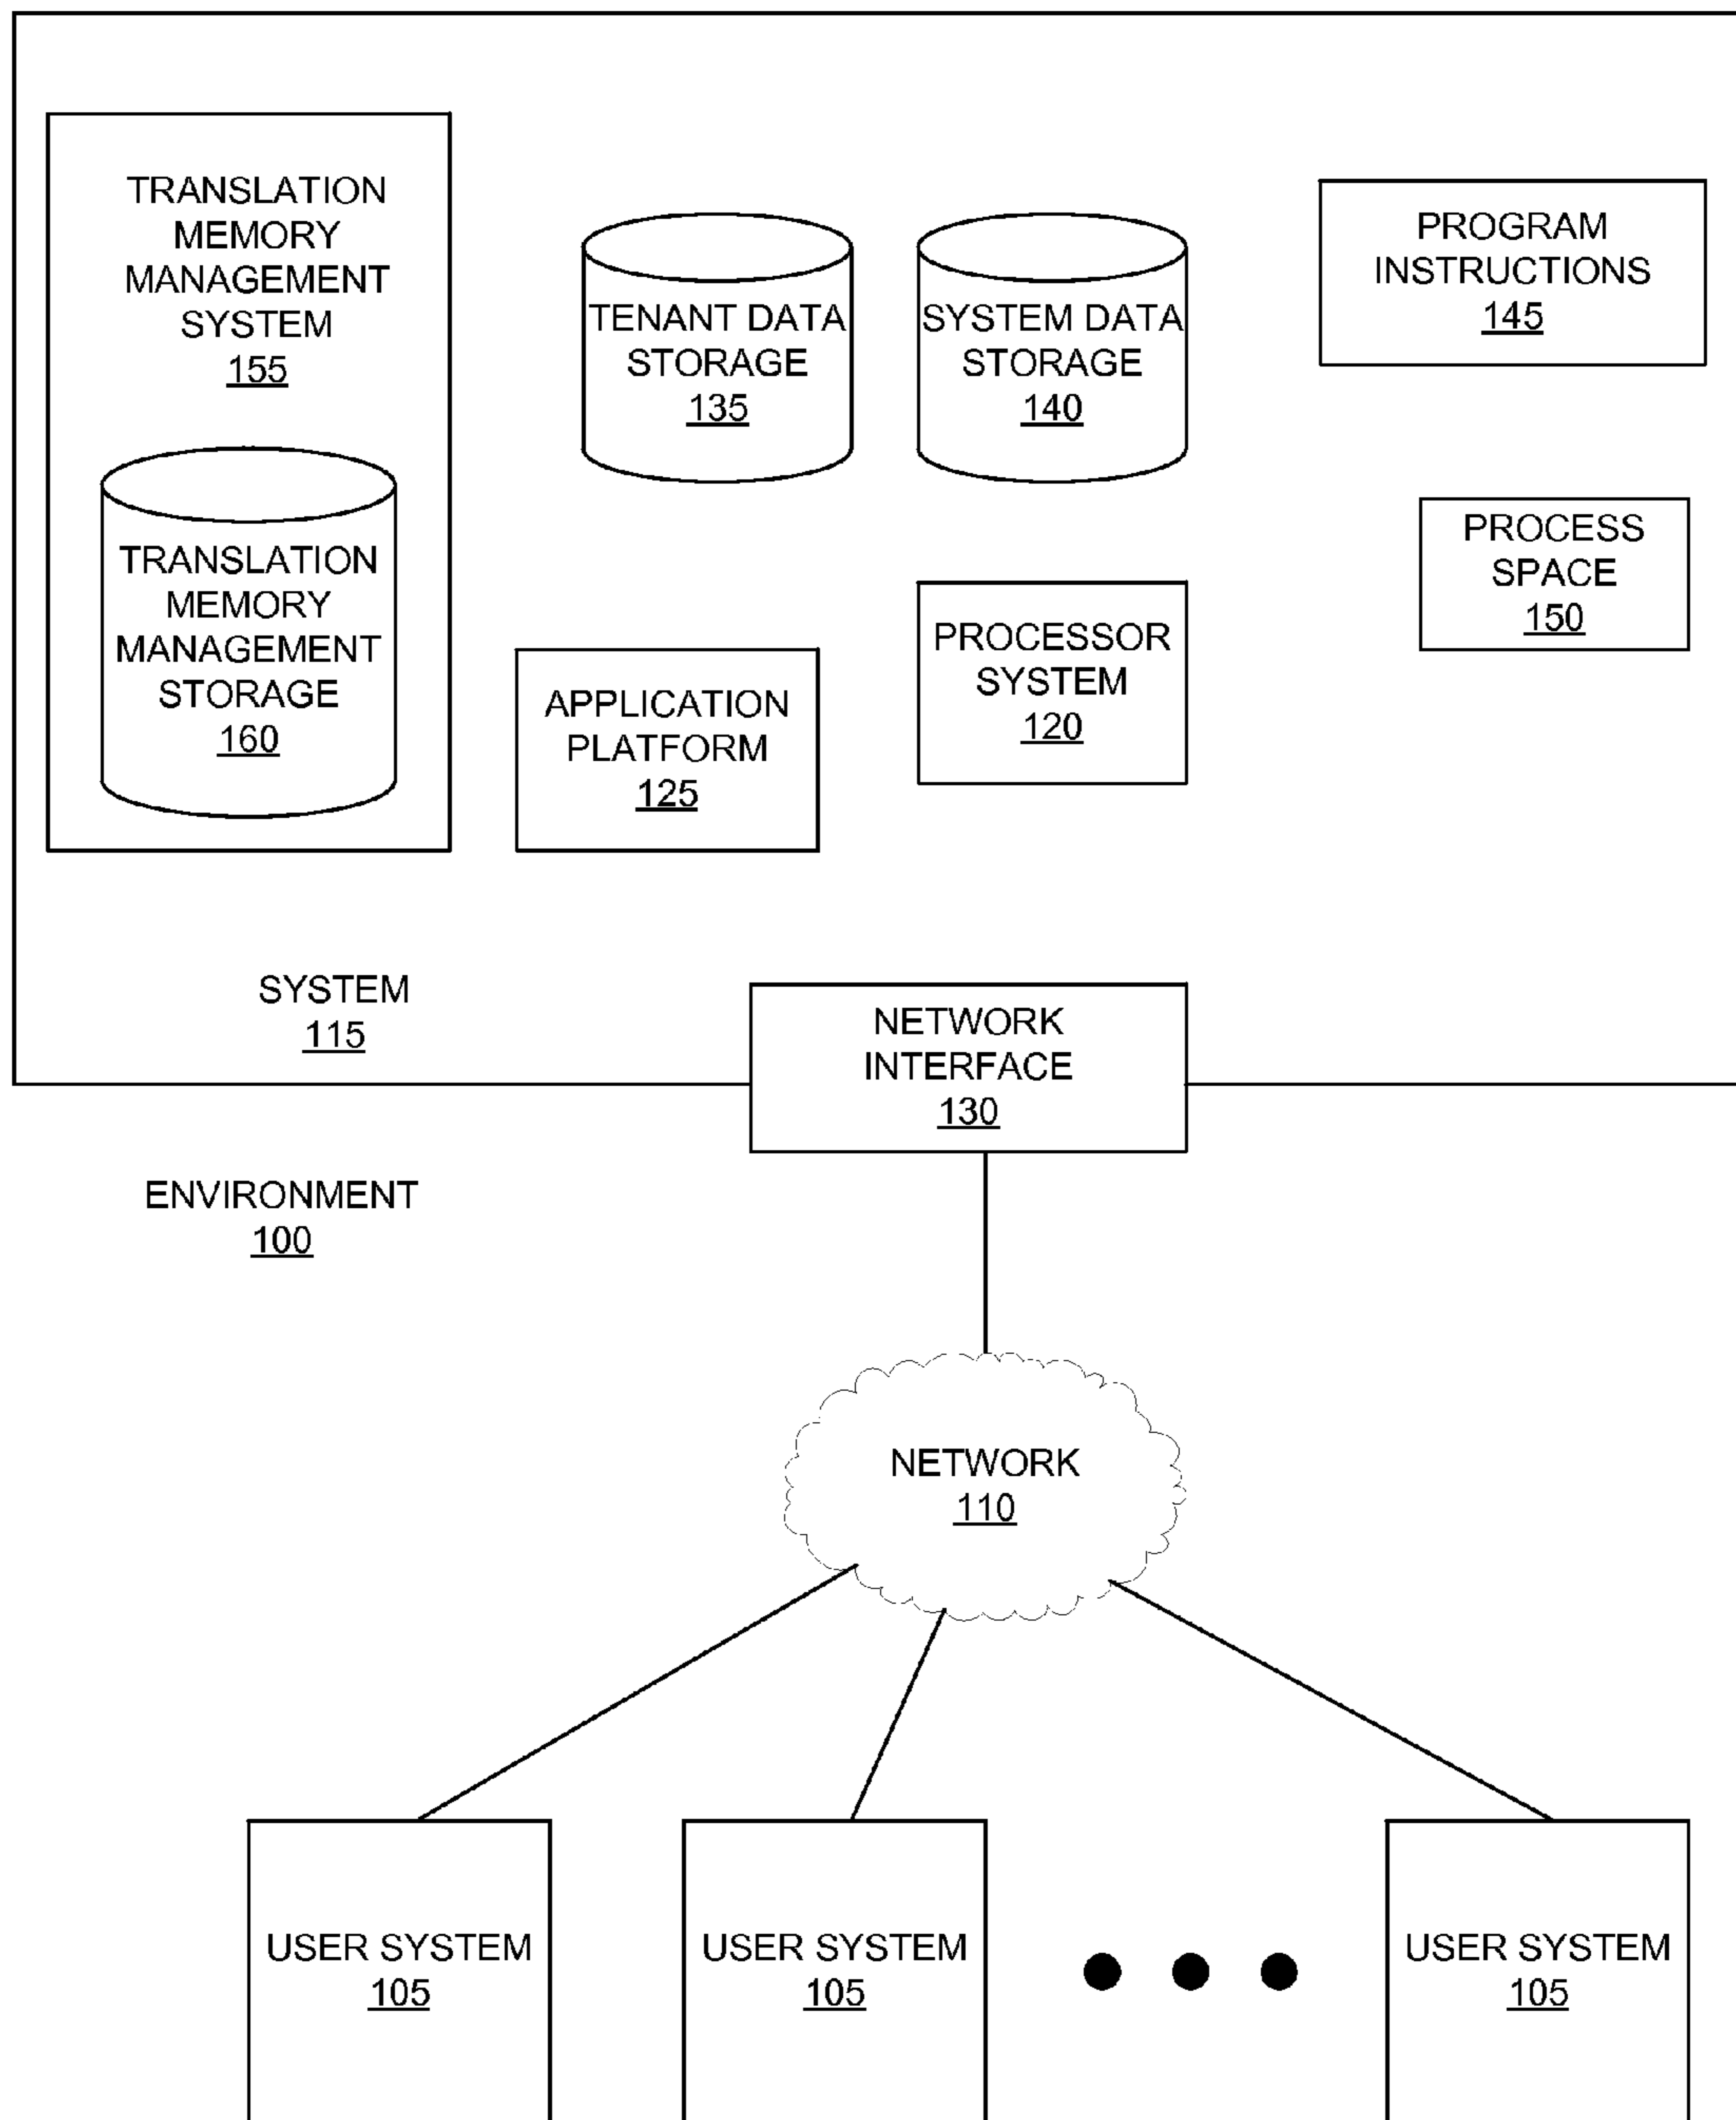 TRANSLATION
MEMORY
MANAGEMENT
SYSTEM
155
TRANSLATION
MEMORY
MANAGEMENT
STORAGE
160
TENANT DATA
STORAGE
135
SYSTEM DATA
STORAGE
140
PROGRAM
INSTRUCTIONS
145
PROCESS
SPACE
150
PROCESSOR
SYSTEM
120
APPLICATION
PLATFORM
125
SYSTEM
115
NETWORK
INTERFACE
130
ENVIRONMENT
100
NETWORK
110
USER SYSTEM
105
USER SYSTEM
105
USER SYSTEM
105